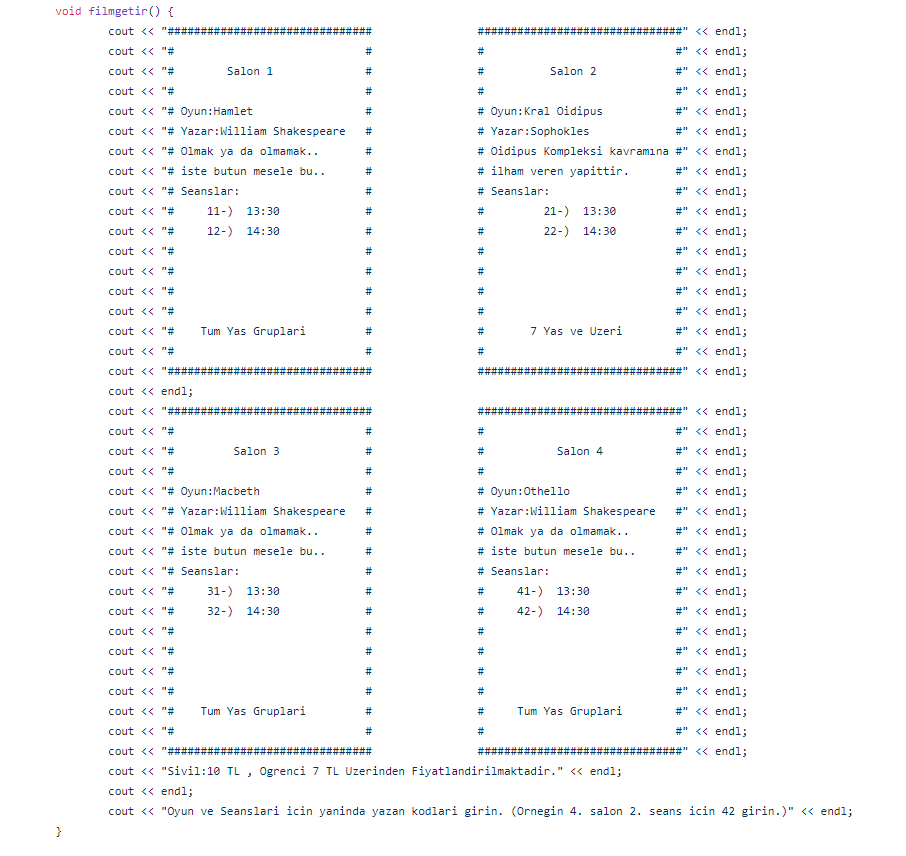 void filmgetir() {
        cout << "###############################                ###############################" << endl;
        cout << "#                             #                #                             #" << endl;
        cout << "#        Salon 1              #                #          Salon 2            #" << endl;
        cout << "#                             #                #                             #" << endl;
        cout << "# Oyun:Hamlet                 #                # Oyun:Kral Oidipus           #" << endl;
        cout << "# Yazar:William Shakespeare   #                # Yazar:Sophokles             #" << endl;
        cout << "# Olmak ya da olmamak..       #                # Oidipus Kompleksi kavramına #" << endl;
        cout << "# iste butun mesele bu..      #                # ilham veren yapittir.       #" << endl;
        cout << "# Seanslar:                   #                # Seanslar:                   #" << endl;
        cout << "#     11-)  13:30             #                #         21-)  13:30         #" << endl;
        cout << "#     12-)  14:30             #                #         22-)  14:30         #" << endl;
        cout << "#                             #                #                             #" << endl;
        cout << "#                             #                #                             #" << endl;
        cout << "#                             #                #                             #" << endl;
        cout << "#                             #                #                             #" << endl;
        cout << "#    Tum Yas Gruplari         #                #       7 Yas ve Uzeri        #" << endl;
        cout << "#                             #                #                             #" << endl;
        cout << "###############################                ###############################" << endl;
        cout << endl;
        cout << "###############################                ###############################" << endl;
        cout << "#                             #                #                             #" << endl;
        cout << "#         Salon 3             #                #           Salon 4           #" << endl;
        cout << "#                             #                #                             #" << endl;
        cout << "# Oyun:Macbeth                #                # Oyun:Othello                #" << endl;
        cout << "# Yazar:William Shakespeare   #                # Yazar:William Shakespeare   #" << endl;
        cout << "# Olmak ya da olmamak..       #                # Olmak ya da olmamak..       #" << endl;
        cout << "# iste butun mesele bu..      #                # iste butun mesele bu..      #" << endl;
        cout << "# Seanslar:                   #                # Seanslar:                   #" << endl;
        cout << "#     31-)  13:30             #                #     41-)  13:30             #" << endl;
        cout << "#     32-)  14:30             #                #     42-)  14:30             #" << endl;
        cout << "#                             #                #                             #" << endl;
        cout << "#                             #                #                             #" << endl;
        cout << "#                             #                #                             #" << endl;
        cout << "#                             #                #                             #" << endl;
        cout << "#    Tum Yas Gruplari         #                #     Tum Yas Gruplari        #" << endl;
        cout << "#                             #                #                             #" << endl;
        cout << "###############################                ###############################" << endl;
        cout << "Sivil:10 TL , Ogrenci 7 TL Uzerinden Fiyatlandirilmaktadir." << endl;
        cout << endl;
        cout << "Oyun ve Seanslari icin yaninda yazan kodlari girin. (Ornegin 4. salon 2. seans icin 42 girin.)" << endl;
}